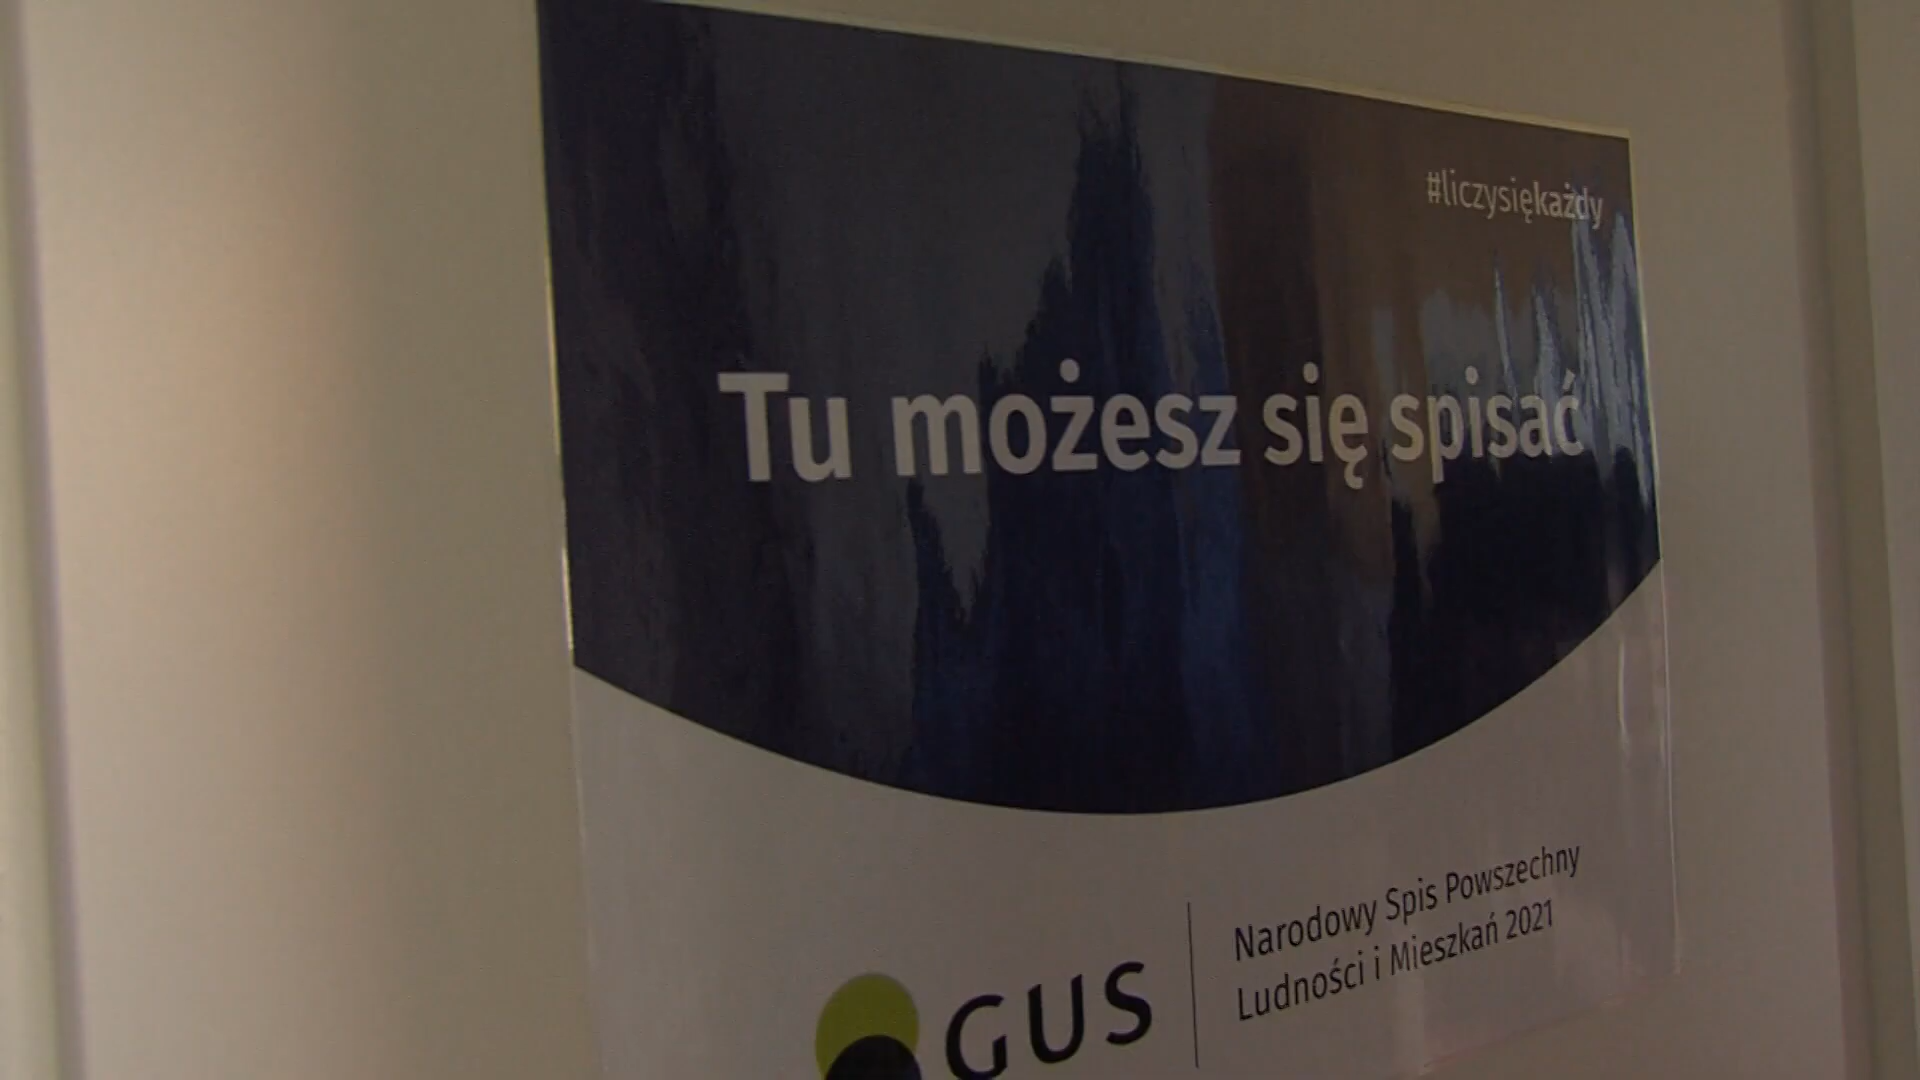 #liczysiękażdy
Tu możesz się spisać
GUS
Narodowy Spis Powszechny
Ludności i Mieszkań 2021